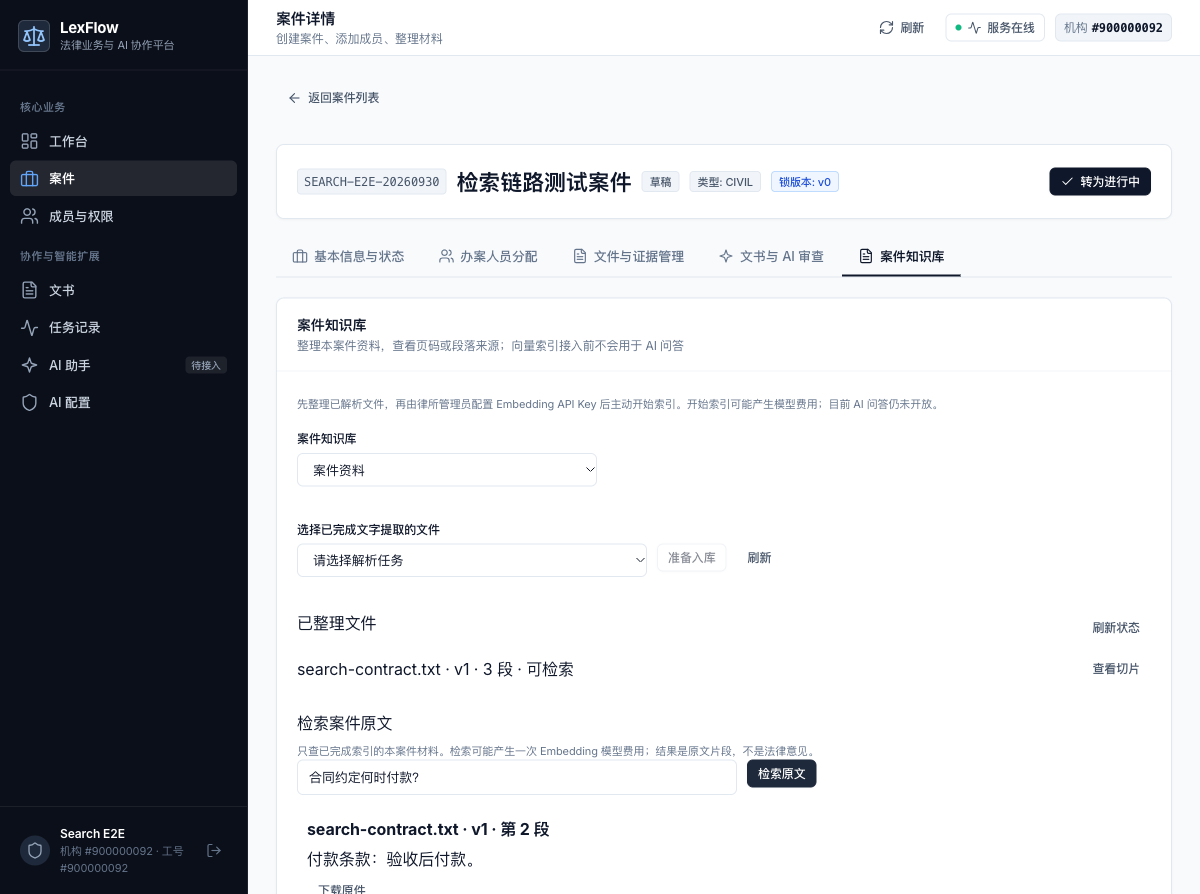 LexFlow
法律业务与 AI 协作平台
核心业务
工作台
案件
成员与权限
协作与智能扩展
文书
任务记录
AI 助手 待接入
AI 配置
Search E2E
机构 #900000092 · 工号
#900000092
案件详情
创建案件、添加成员、整理材料
刷新
服务在线
机构 #900000092
返回案件列表
SEARCH-E2E-20260930 检索链路测试案件 草稿 类型: CIVIL 锁版本: v0
转为进行中
基本信息与状态 办案人员分配 文件与证据管理 文书与 AI 审查 案件知识库
案件知识库
整理本案件资料，查看页码或段落来源；向量索引接入前不会用于 AI 问答
先整理已解析文件，再由律所管理员配置 Embedding API Key 后主动开始索引。开始索引可能产生模型费用；目前 AI 问答仍未开放。
案件知识库
案件资料
选择已完成文字提取的文件
请选择解析任务 准备入库 刷新
已整理文件 刷新状态
search-contract.txt · v1 · 3 段 · 可检索 查看切片
检索案件原文
只查已完成索引的本案件材料。检索可能产生一次 Embedding 模型费用；结果是原文片段，不是法律意见。
合同约定何时付款? 检索原文
search-contract.txt · v1 · 第 2 段
付款条款：验收后付款。
下载原件